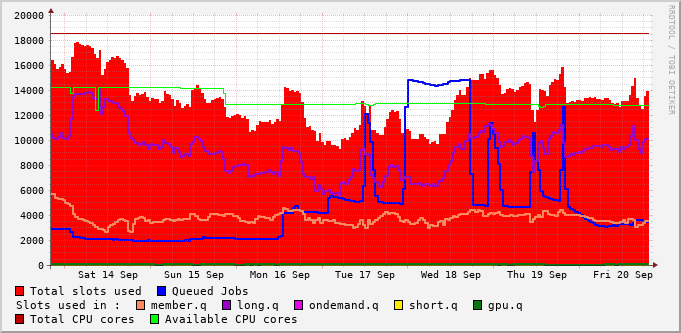 20000
18000
16000
14000
12000
10000
8000
6000
4000
2000
0
Sat 14 Sep Sun 15 Sep Mon 16 Sep Tue 17 Sep Wed 18 Sep Thu 19 Sep Fri 20 Sep
Total slots used Queued Jobs
Slots used in : member.q long.q ondemand.q short.q gpu.q
Total CPU cores Available CPU cores
RRDTOOL / TOBI OETIKER